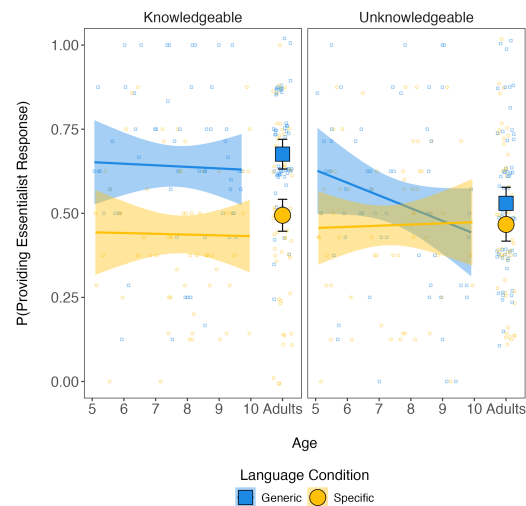 Knowledgeable Unknowledgeable
P(Providing Essentialist Response)
1.00
0.75
0.50
0.25
0.00
5 6 7 8 9 10 Adults 5 6 7 8 9 10 Adults
Age
Language Condition
Generic Specific